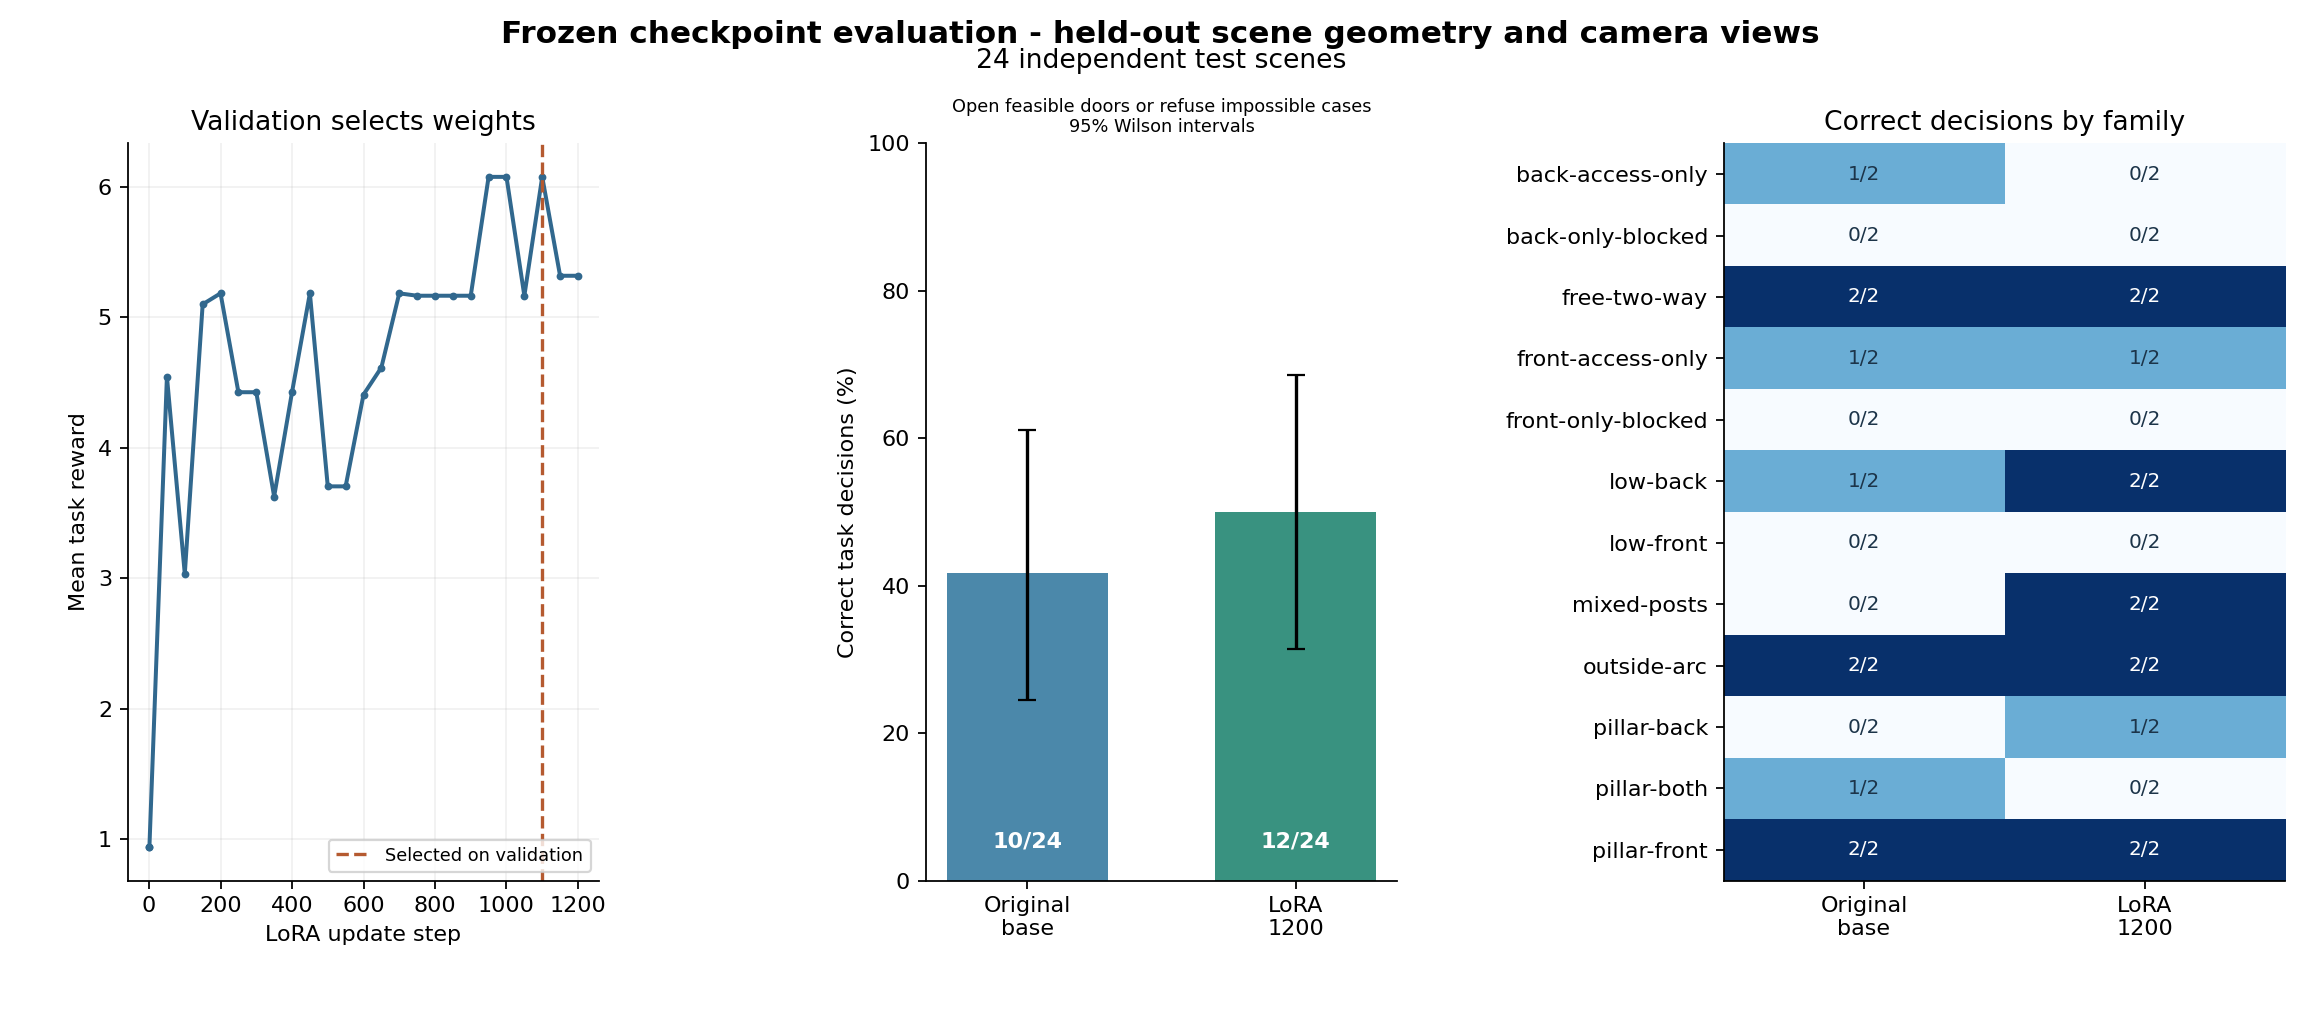 Frozen checkpoint evaluation - held-out scene geometry and camera views
24 independent test scenes
Validation selects weights
Mean task reward
6
5
4
3
2
1
Selected on validation
0 200 400 600 800 1000 1200
LoRA update step
Open feasible doors or refuse impossible cases
95% Wilson intervals
Correct task decisions (%)
100
80
60
40
20
0
10/24 12/24
Original base
LoRA 1200
Correct decisions by family
back-access-only 1/2 0/2
back-only-blocked 0/2 0/2
free-two-way 2/2 2/2
front-access-only 1/2 1/2
front-only-blocked 0/2 0/2
low-back 1/2 2/2
low-front 0/2 0/2
mixed-posts 0/2 2/2
outside-arc 2/2 2/2
pillar-back 0/2 1/2
pillar-both 1/2 0/2
pillar-front 2/2 2/2
Original base
LoRA 1200